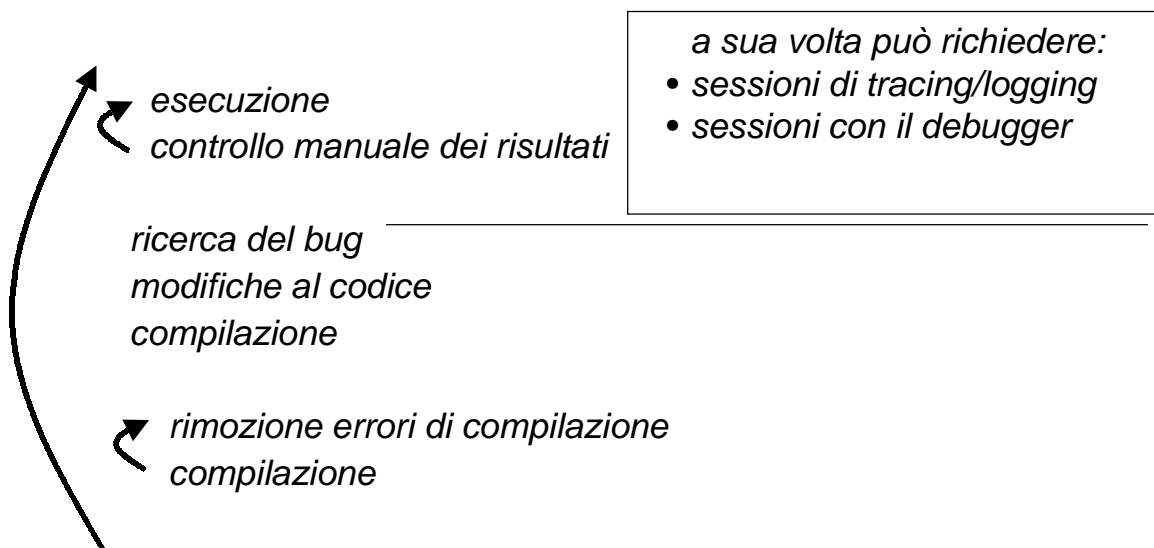 a sua volta può richiedere:
• sessioni di tracing/logging
• sessioni con il debugger
esecuzione
controllo manuale dei risultati
ricerca del bug
modifiche al codice
compilazione
rimozione errori di compilazione
compilazione